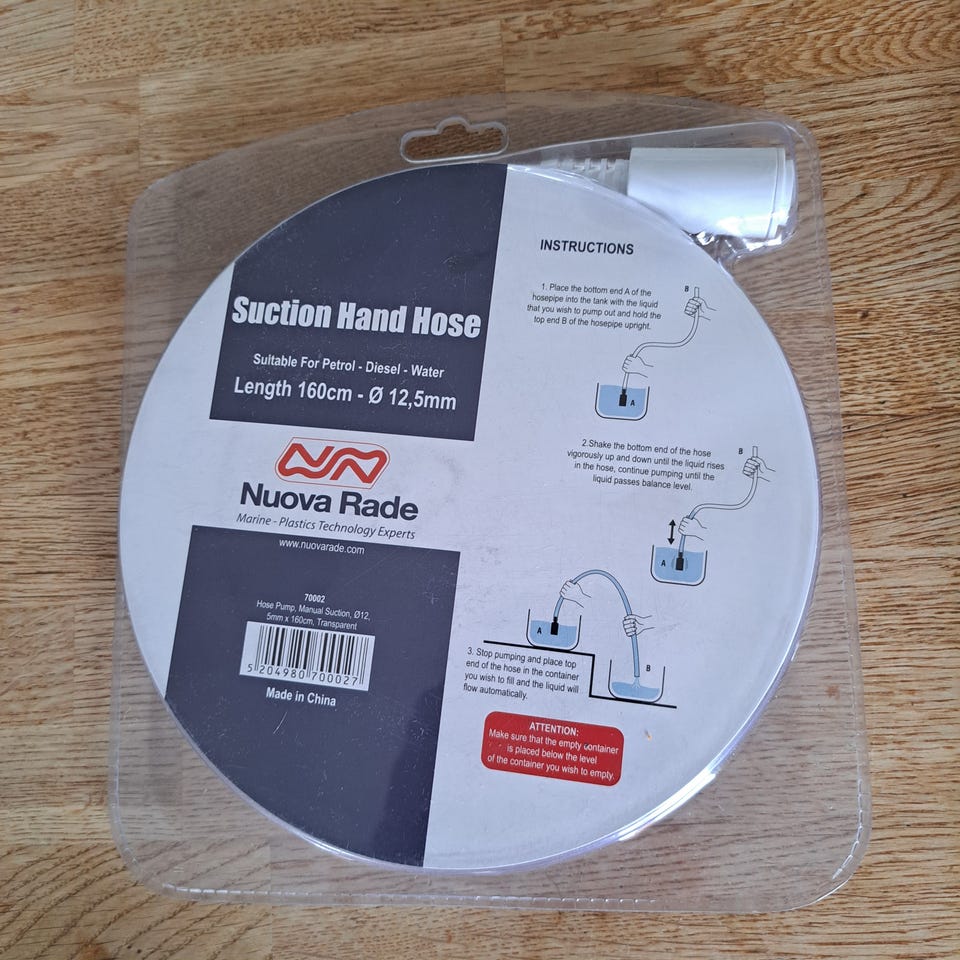 Suction Hand Hose
Suitable For Petrol - Diesel - Water
Length 160cm - Ø 12,5mm
Nuova Rade
Marine - Plastics Technology Experts
www.nuovarade.com
70002
Hose Pump, Manual Suction, Ø12,
5mm x 160cm, Transparent
5 204980 700027
Made in China
INSTRUCTIONS
1. Place the bottom end A of the
hosepipe into the tank with the liquid
that you wish to pump out and hold the
top end B of the hosepipe upright.
B
A
2.Shake the bottom end of the hose
vigorously up and down until the liquid rises
in the hose, continue pumping until the
liquid passes balance level.
B
A
A
B
3. Stop pumping and place top
end of the hose in the container
you wish to fill and the liquid will
flow automatically.
ATTENTION:
Make sure that the empty container
is placed below the level
of the container you wish to empty.